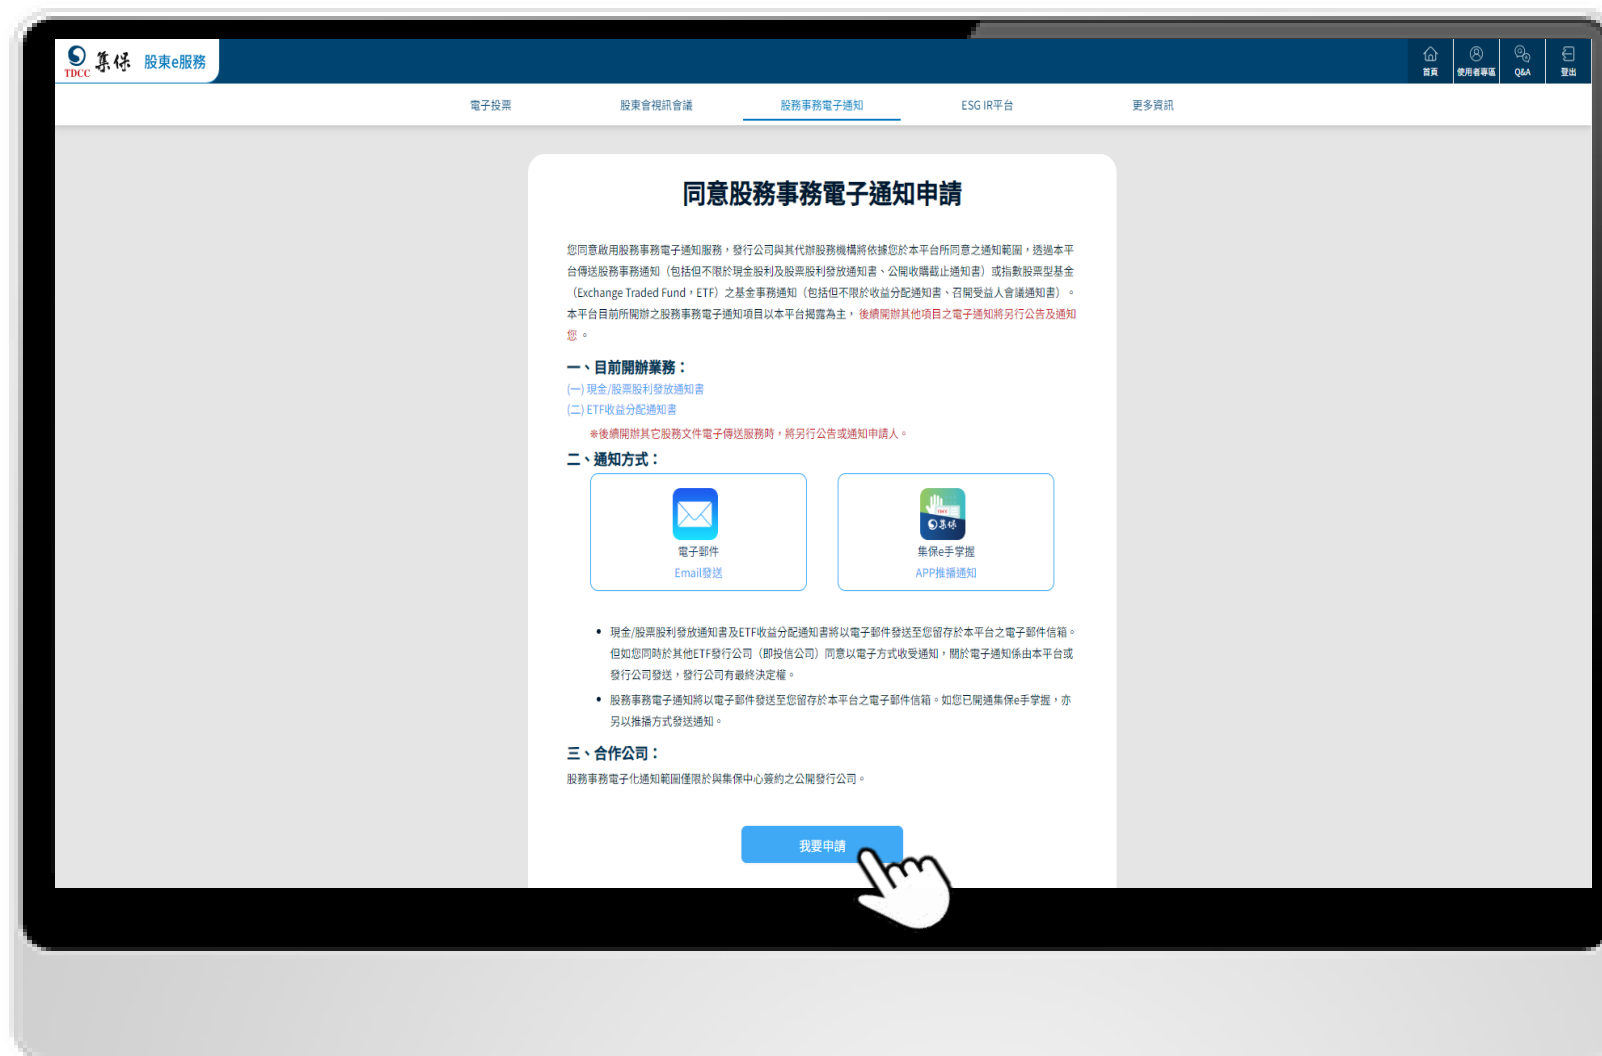 TDCC 集保 股東e服務
首頁 使用者專區 Q&A 登出
電子投票 股東會視訊會議 股務事務電子通知 ESG IR平台 更多資訊
同意股務事務電子通知申請
您同意啟用股務事務電子通知服務，發行公司與其代辦股務機構將依據您於本平台所同意之通知範圍，透過本平
台傳送股務事務通知（包括但不限於現金股利及股票股利發放通知書、公開收購截止通知書）或指數股票型基金
（Exchange Traded Fund，ETF）之基金事務通知（包括但不限於收益分配通知書、召開受益人會議通知書）。
本平台目前所開辦之股務事務電子通知項目以本平台揭露為主，後續開辦其他項目之電子通知將另行公告及通知
您。
一、目前開辦業務：
(一) 現金/股票股利發放通知書
(二) ETF收益分配通知書
※後續開辦其它股務文件電子傳送服務時，將另行公告或通知申請人。
二、通知方式：
TDCC
集保
電子郵件 集保e手掌握
Email發送 APP推播通知
• 現金/股票股利發放通知書及ETF收益分配通知書將以電子郵件發送至您留存於本平台之電子郵件信箱。
但如您同時於其他ETF發行公司（即投信公司）同意以電子方式收受通知，關於電子通知係由本平台或
發行公司發送，發行公司有最終決定權。
• 股務事務電子通知將以電子郵件發送至您留存於本平台之電子郵件信箱。如您已開通集保e手掌握，亦
另以推播方式發送通知。
三、合作公司：
股務事務電子化通知範圍僅限於與集保中心簽約之公開發行公司。
我要申請